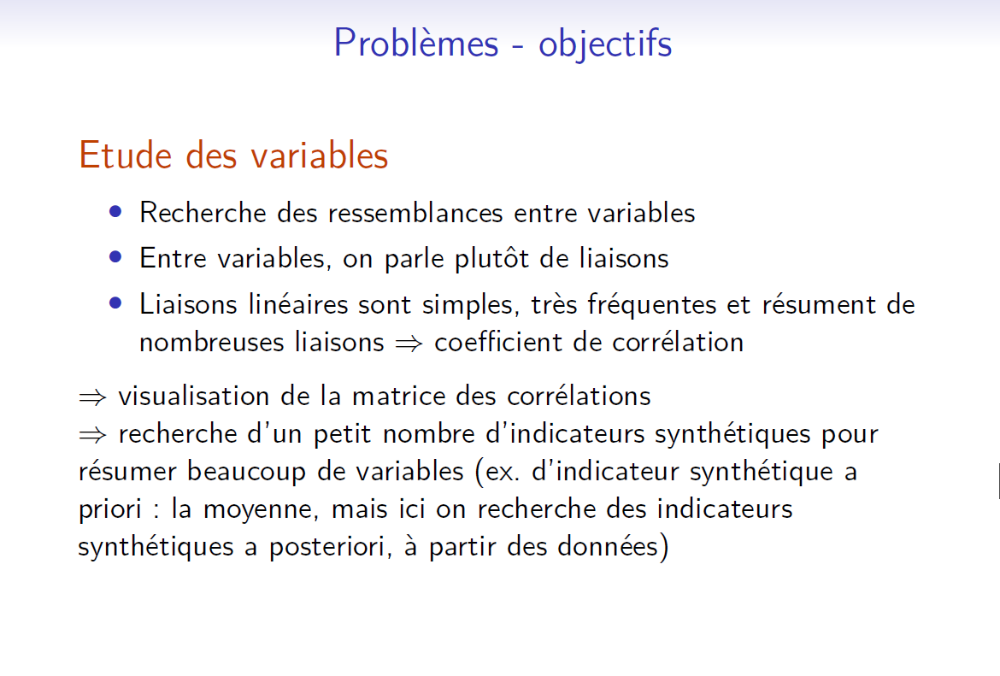 Problèmes - objectifs
Etude des variables
• Recherche des ressemblances entre variables
• Entre variables, on parle plutôt de liaisons
• Liaisons linéaires sont simples, très fréquentes et résument de
nombreuses liaisons ⇒ coefficient de corrélation
⇒ visualisation de la matrice des corrélations
⇒ recherche d'un petit nombre d'indicateurs synthétiques pour
résumer beaucoup de variables (ex. d'indicateur synthétique a
priori : la moyenne, mais ici on recherche des indicateurs
synthétiques a posteriori, à partir des données)